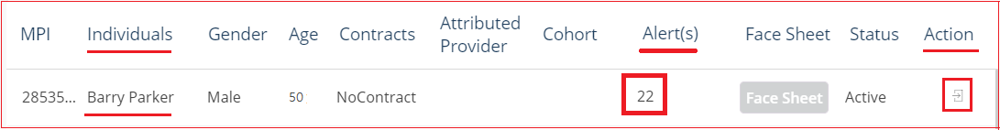 MPI Individuals Gender Age Contracts Attributed Provider Cohort Alert(s) Face Sheet Status Action
28535... Barry Parker Male 50 NoContract 22 Face Sheet Active